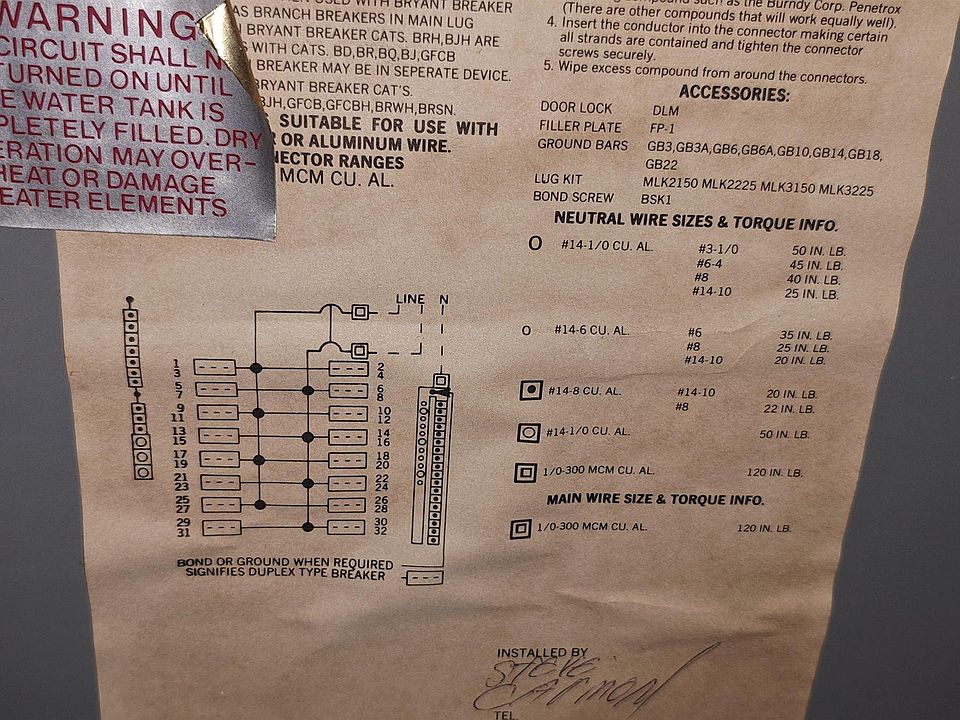 WARNING
CIRCUIT SHALL N
TURNED ON UNTIL
E WATER TANK IS
PLETELY FILLED. DRY
ERATION MAY OVER-
HEAT OR DAMAGE
EATER ELEMENTS
USED WITH BRYANT BREAKER
AS BRANCH BREAKERS IN MAIN LUG
BRYANT BREAKER CATS. BRH,BJH ARE
WITH CATS. BD,BR,BQ,BJ,GFCB
BREAKER MAY BE IN SEPERATE DEVICE.
BRYANT BREAKER CAT'S.
BJH,GFCB,GFCBH,BRWH,BRSN.
SUITABLE FOR USE WITH
OR ALUMINUM WIRE.
NECTOR RANGES
MCM CU. AL.
compound such as the Burndy Corp. Penetrox
(There are other compounds that will work equally well).
4. Insert the conductor into the connector making certain
all strands are contained and tighten the connector
screws securely.
5. Wipe excess compound from around the connectors.
ACCESSORIES:
DOOR LOCK DLM
FILLER PLATE FP-1
GROUND BARS GB3,GB3A,GB6,GB6A,GB10,GB14,GB18,
GB22
LUG KIT MLK2150 MLK2225 MLK3150 MLK3225
BOND SCREW BSK1
NEUTRAL WIRE SIZES & TORQUE INFO.
#14-1/0 CU. AL. #3-1/0 50 IN. LB.
#6-4 45 IN. LB.
#8 40 IN. LB.
#14-10 25 IN. LB.
#14-6 CU. AL. #6 35 IN. LB.
#8 25 IN. LB.
#14-10 20 IN. LB.
#14-8 CU. AL. #14-10 20 IN. LB.
#8 22 IN. LB.
#14-1/0 CU. AL. 50 IN. LB.
1/0-300 MCM CU. AL. 120 IN. LB.
MAIN WIRE SIZE & TORQUE INFO.
1/0-300 MCM CU. AL. 120 IN. LB.
LINE N
1 2
3 4
5 6
7 8
9 10
11 12
13 14
15 16
17 18
19 20
21 22
23 24
25 26
27 28
29 30
31 32
BOND OR GROUND WHEN REQUIRED
SIGNIFIES DUPLEX TYPE BREAKER
INSTALLED BY
STEVE
TEL.